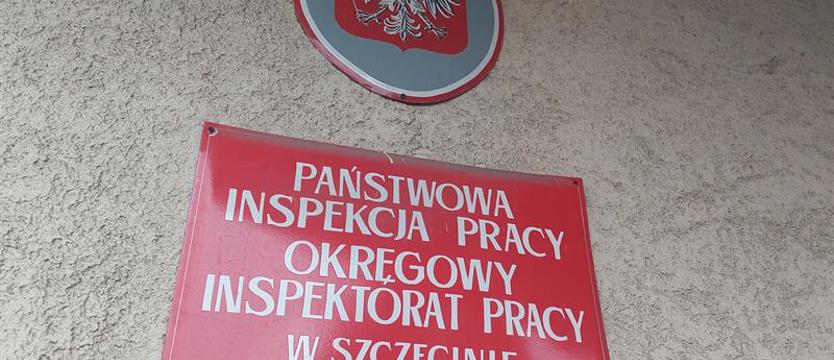 PAŃSTWOWA
INSPEKCJA PRACY
OKRĘGOWY
INSPEKTORAT PRACY
W SZCZECINIE